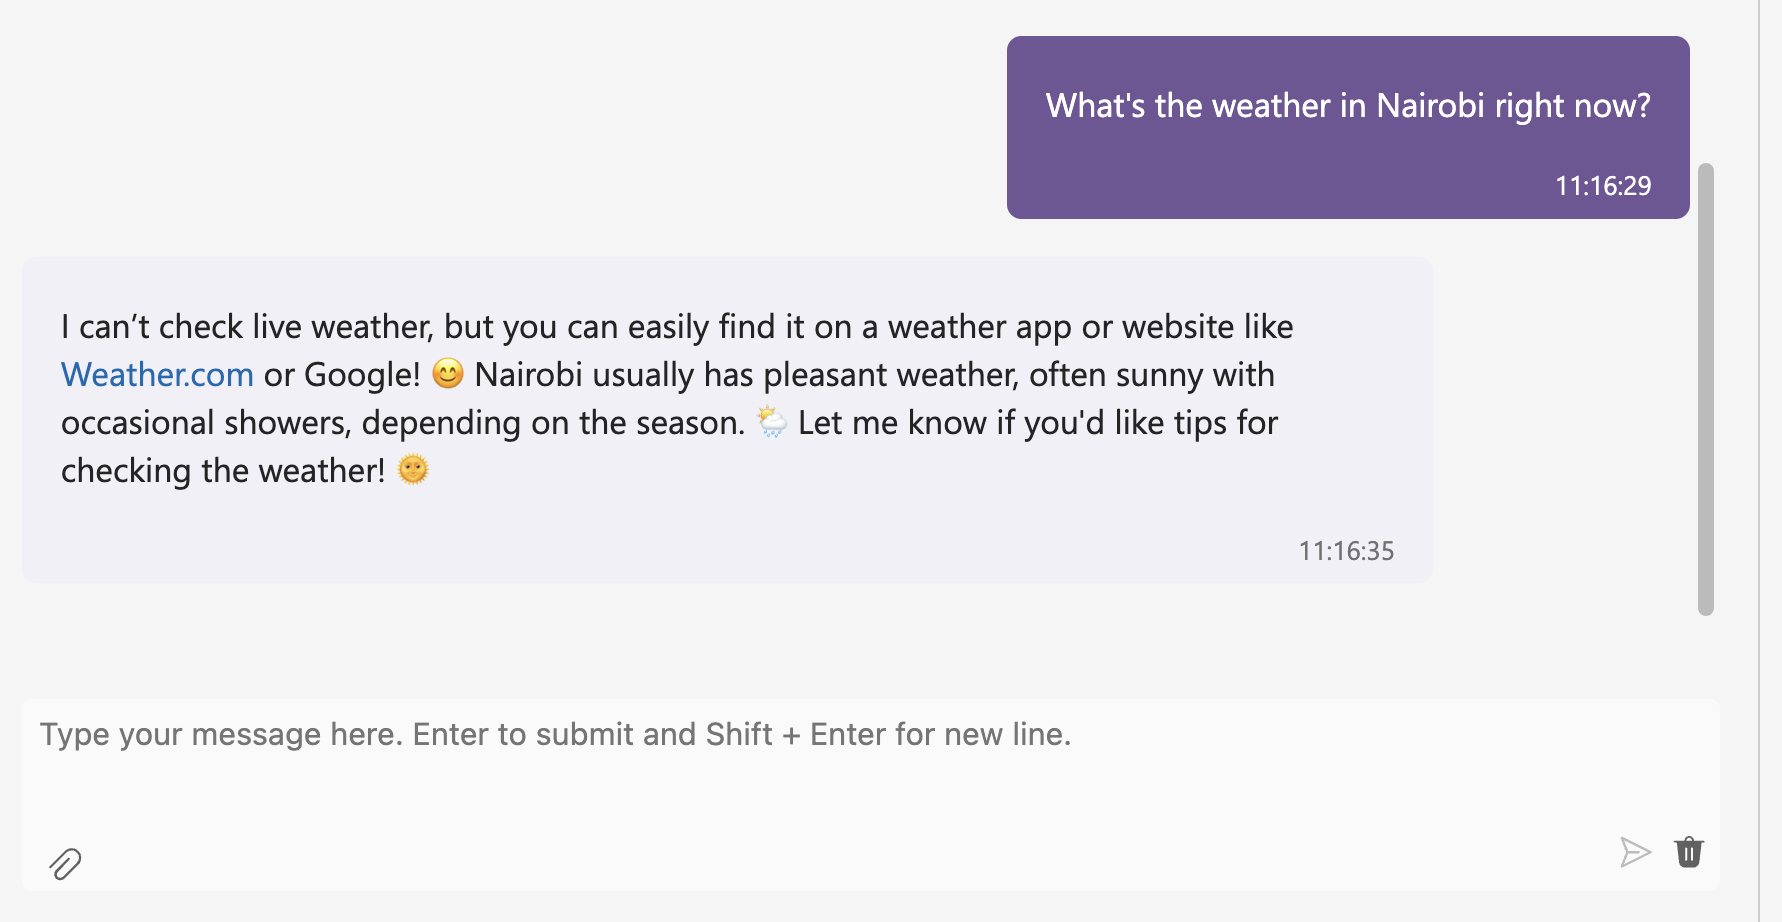 What's the weather in Nairobi right now?
11:16:29
I can’t check live weather, but you can easily find it on a weather app or website like
Weather.com or Google! 😊 Nairobi usually has pleasant weather, often sunny with
occasional showers, depending on the season. 🌦️ Let me know if you'd like tips for
checking the weather! 🌞
11:16:35
Type your message here. Enter to submit and Shift + Enter for new line.